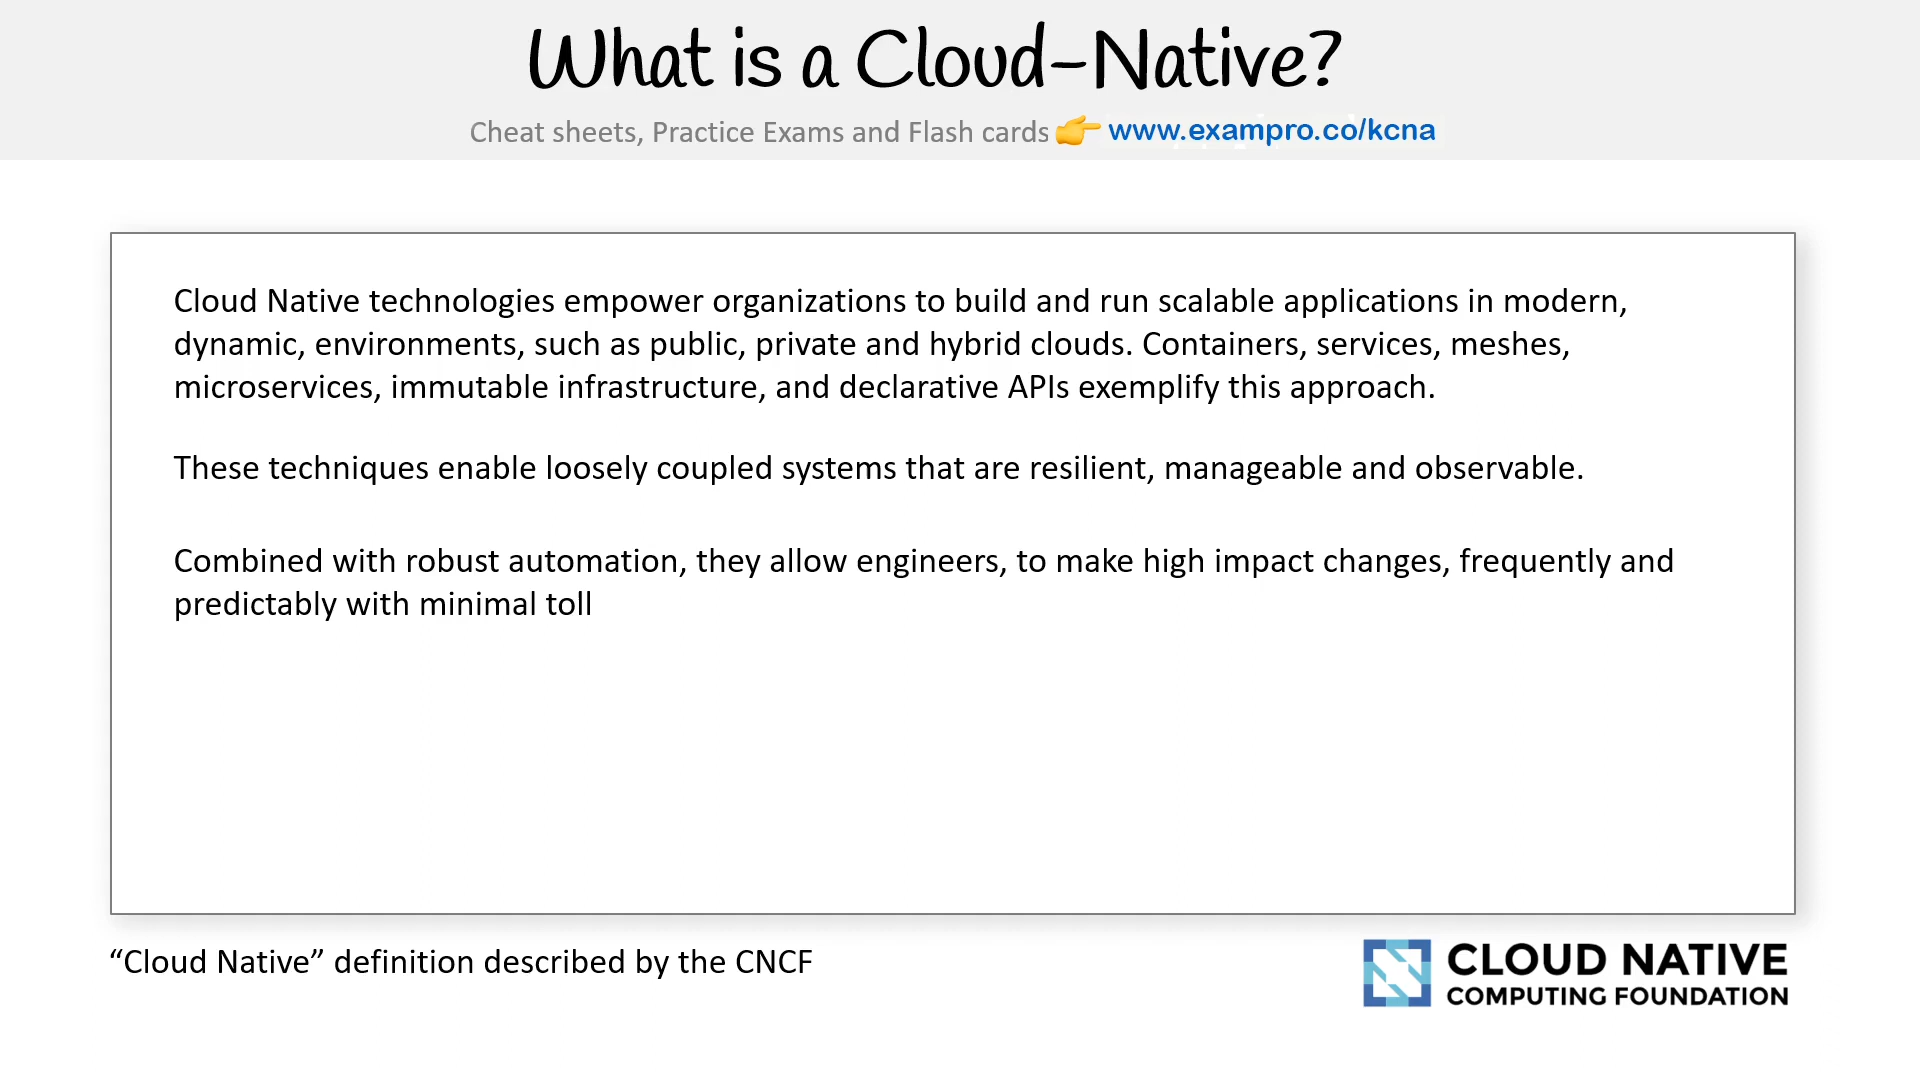 What is a Cloud-Native?
Cheat sheets, Practice Exams and Flash cards 👉 www.exampro.co/kcna
Cloud Native technologies empower organizations to build and run scalable applications in modern,
dynamic, environments, such as public, private and hybrid clouds. Containers, services, meshes,
microservices, immutable infrastructure, and declarative APIs exemplify this approach.
These techniques enable loosely coupled systems that are resilient, manageable and observable.
Combined with robust automation, they allow engineers, to make high impact changes, frequently and
predictably with minimal toll
“Cloud Native” definition described by the CNCF
CLOUD NATIVE
COMPUTING FOUNDATION